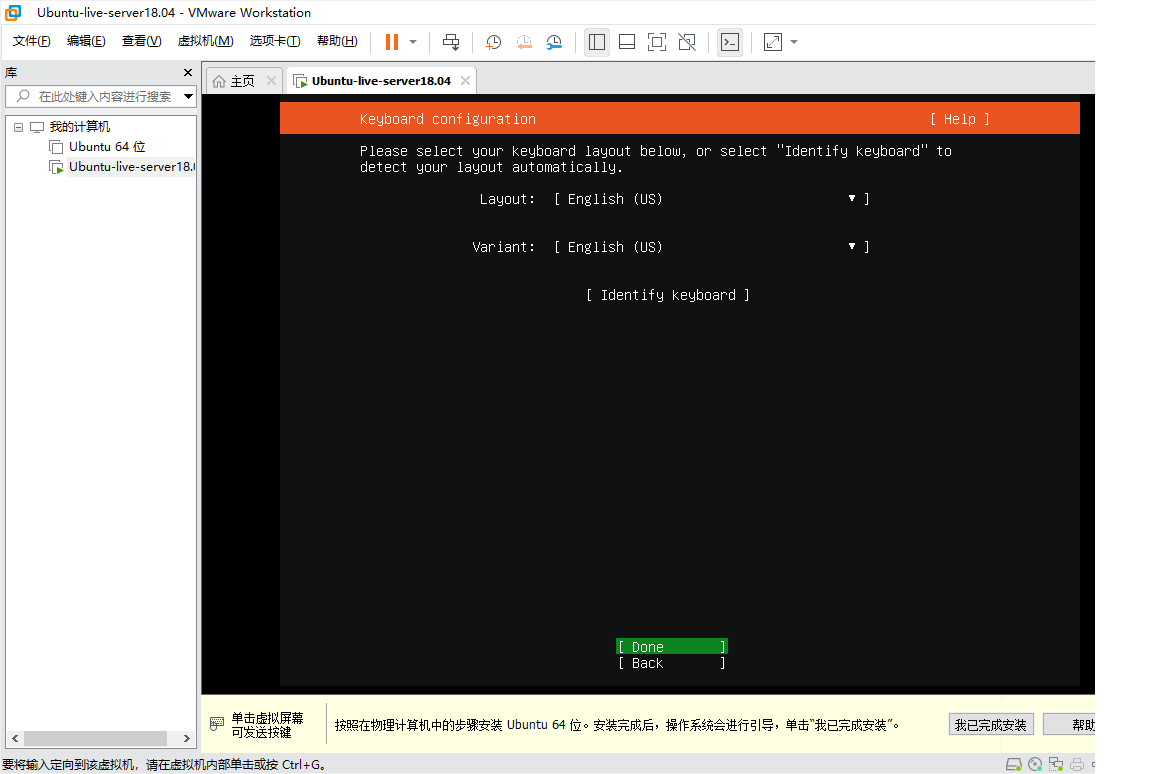 Ubuntu-live-server18.04 - VMware Workstation
文件(F) 编辑(E) 查看(V) 虚拟机(M) 选项卡(T) 帮助(H)
库
在此处键入内容进行搜索
我的计算机
Ubuntu 64 位
Ubuntu-live-server18.0
主页
Ubuntu-live-server18.04
Keyboard configuration [ Help ]
Please select your keyboard layout below, or select "Identify keyboard" to
detect your layout automatically.
Layout: [ English (US) ▾ ]
Variant: [ English (US) ▾ ]
[ Identify keyboard ]
[ Done ]
[ Back ]
单击虚拟屏幕
可发送按键
按照在物理计算机中的步骤安装 Ubuntu 64 位。安装完成后，操作系统会进行引导，单击“我已完成安装”。
我已完成安装
帮助
要将输入定向到该虚拟机，请在虚拟机内部单击或按 Ctrl+G。